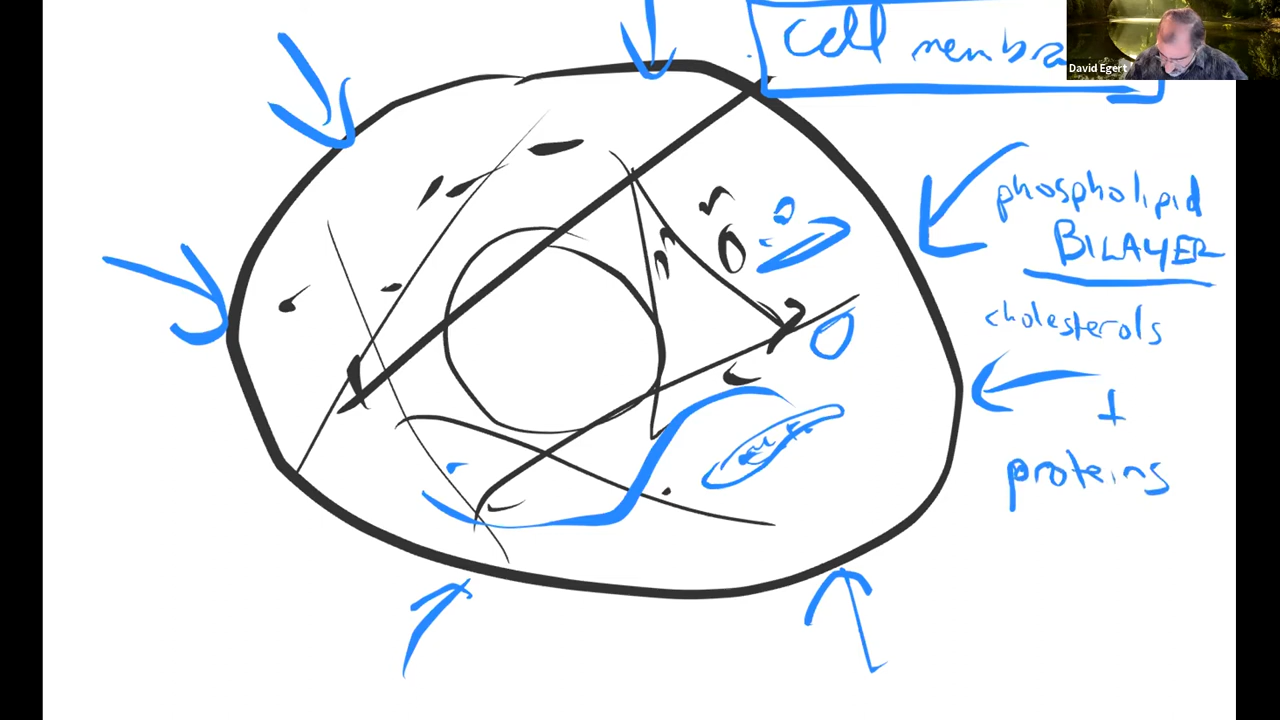 cell membra
David Egert
phospholipid
BILAYER
cholesterols
+
proteins